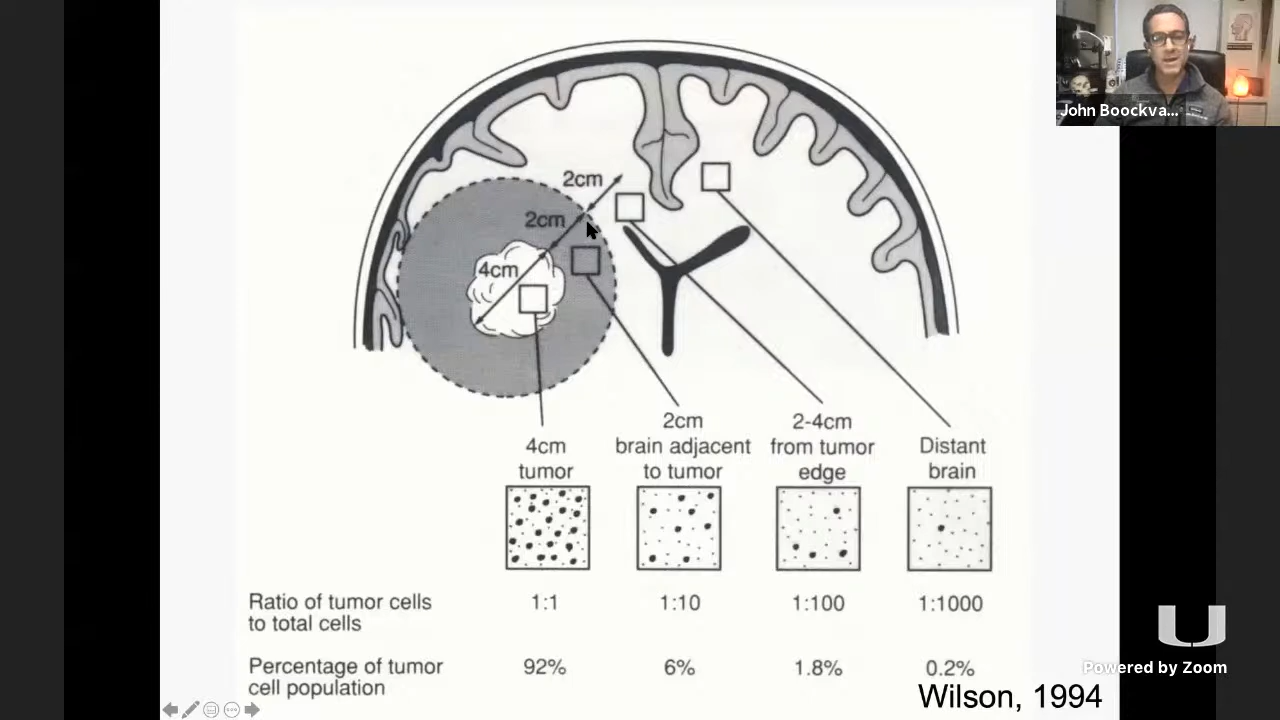 John Boockva...
2cm
2cm
4cm
4cm
tumor
2cm
brain adjacent
to tumor
2-4cm
from tumor
edge
Distant
brain
Ratio of tumor cells
to total cells
1:1
1:10
1:100
1:1000
Percentage of tumor
cell population
92%
6%
1.8%
0.2%
Wilson, 1994
U
Powered by Zoom